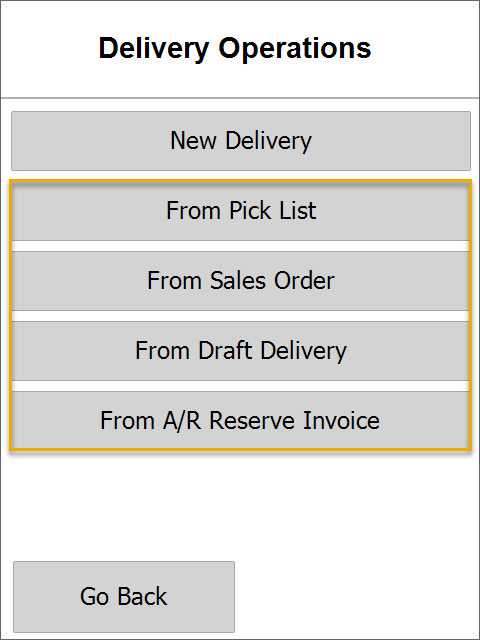 Delivery Operations
New Delivery
From Pick List
From Sales Order
From Draft Delivery
From A/R Reserve Invoice
Go Back